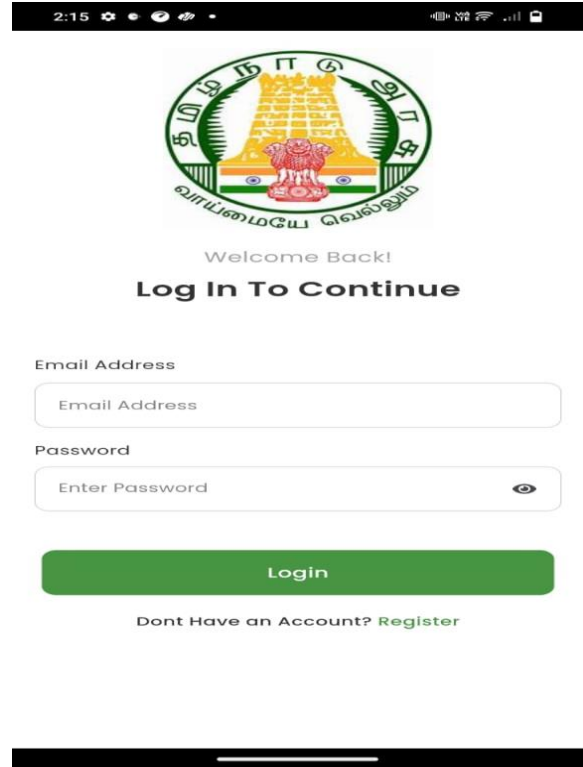 2:15
தமிழ் நாடு அரசு
வாய்மையே வெல்லும்
Welcome Back!
Log In To Continue
Email Address
Email Address
Password
Enter Password
Login
Dont Have an Account? Register